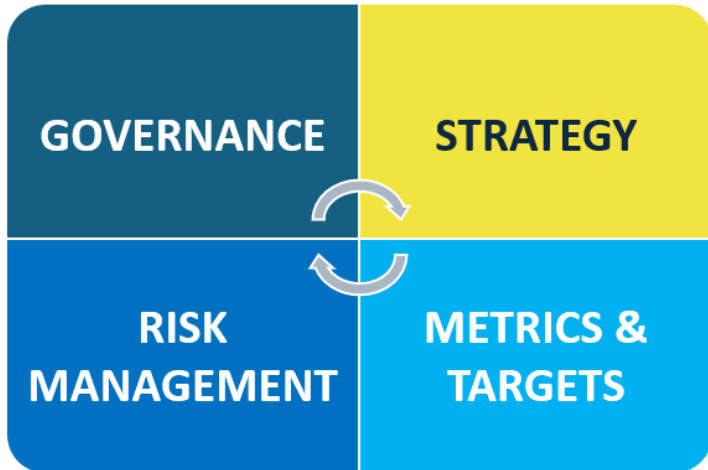 GOVERNANCE
STRATEGY
RISK
MANAGEMENT
METRICS &
TARGETS